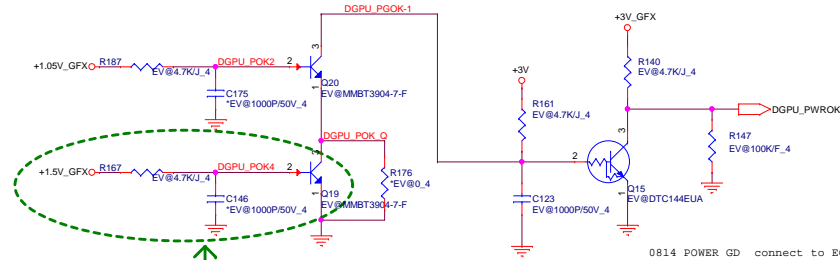 DGPU_PGOK-1
+3V_GFX
+1.05V_GFX
R187
EV@4.7K/J_4
DGPU_POK2
2
3
1
Q20
EV@MMBT3904-7-F
C175
*EV@1000P/50V_4
+3V
R161
EV@4.7K/J_4
R140
EV@4.7K/J_4
DGPU_PWROK
DGPU_POK_Q
+1.5V_GFX
R167
EV@4.7K/J_4
DGPU_POK4
2
3
1
Q19
EV@MMBT3904-7-F
C146
*EV@1000P/50V_4
R176
*EV@0_4
2
3
1
Q15
EV@DTC144EUA
R147
EV@100K/F_4
C123
EV@1000P/50V_4
0814 POWER GD connect to